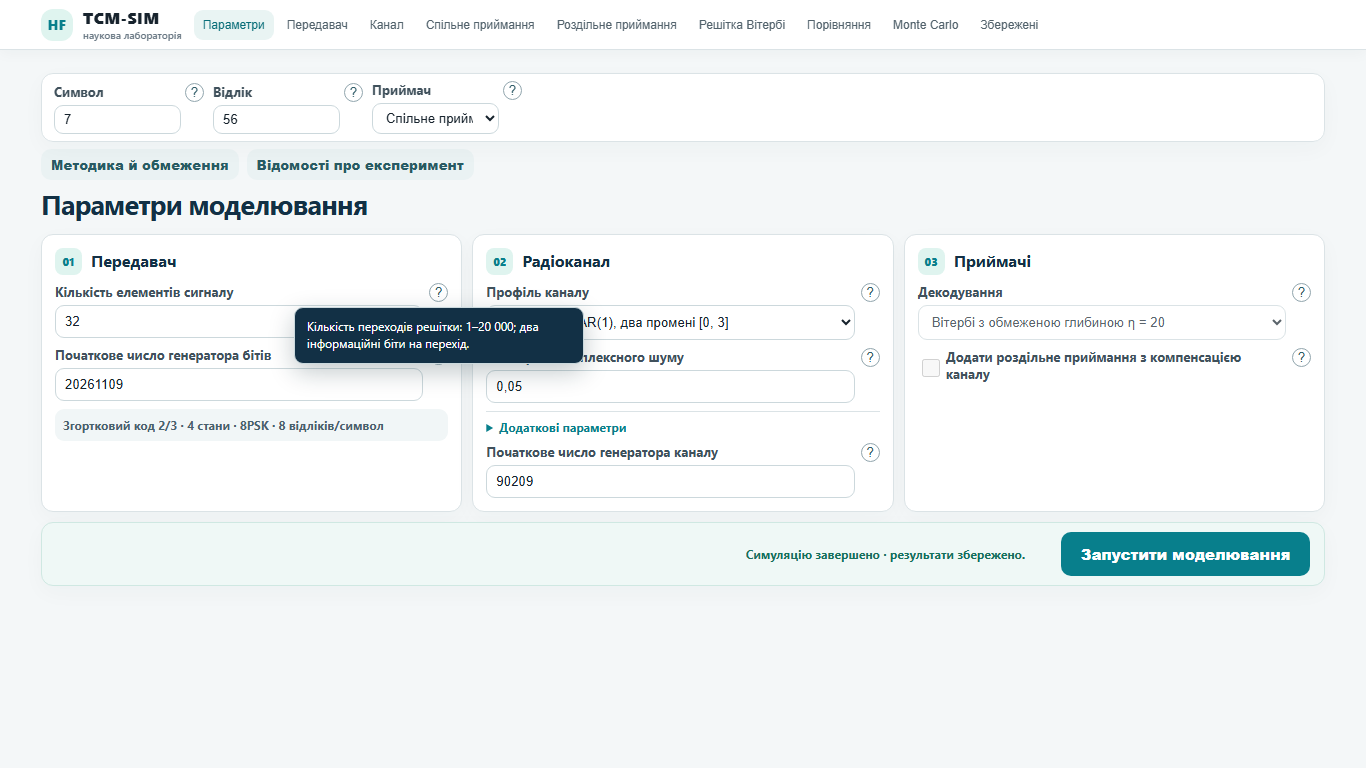 HF
TCM-SIM
наукова лабораторія
Параметри
Передавач
Канал
Спільне приймання
Роздільне приймання
Решітка Вітербі
Порівняння
Monte Carlo
Збережені
Символ
?
Відлік
?
Приймач
?
7
56
Спільне прий
Методика й обмеження
Відомості про експеримент
Параметри моделювання
01 Передавач
Кількість елементів сигналу
?
32
Кількість переходів решітки: 1–20 000; два
інформаційні біти на перехід.
Початкове число генератора бітів
20261109
Згортковий код 2/3 · 4 стани · 8PSK · 8 відліків/символ
02 Радіоканал
Профіль каналу
?
AR(1), два промені [0, 3]
шуму
?
0,05
Додаткові параметри
Початкове число генератора каналу
?
90209
03 Приймачі
Декодування
?
Вітербі з обмеженою глибиною η = 20
Додати роздільне приймання з компенсацією
каналу
?
Симуляцію завершено · результати збережено.
Запустити моделювання